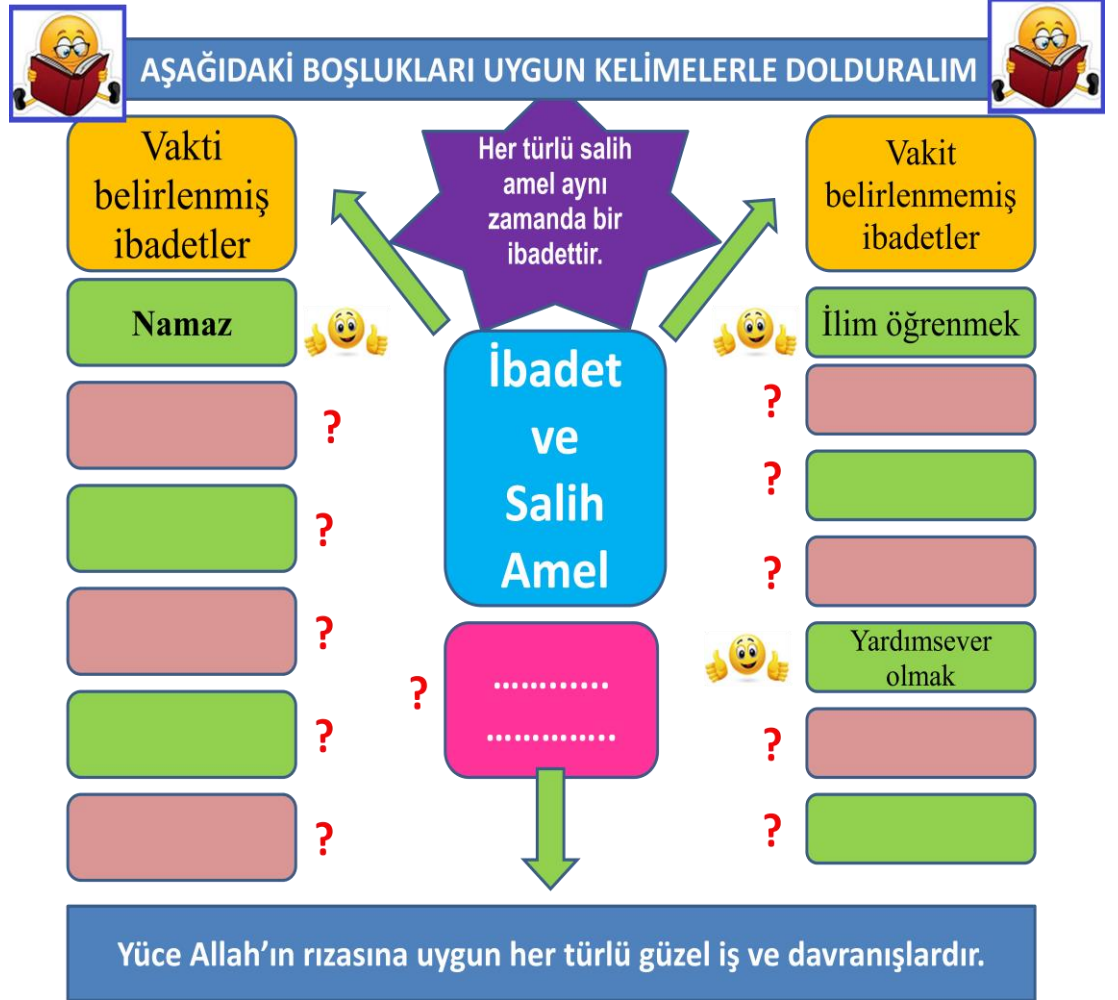 AŞAĞIDAKİ BOŞLUKLARI UYGUN KELİMELERLE DOLDURALIM
Vakti
belirlenmiş
ibadetler
Her türlü salih
amel aynı
zamanda bir
ibadettir.
Vakit
belirlenmemiş
ibadetler
Namaz
İlim öğrenmek
İbadet
ve
Salih
Amel
?
?
?
?
?
?
?
?
Yardımsever
olmak
?
…………
…………..
?
?
Yüce Allah’ın rızasına uygun her türlü güzel iş ve davranışlardır.